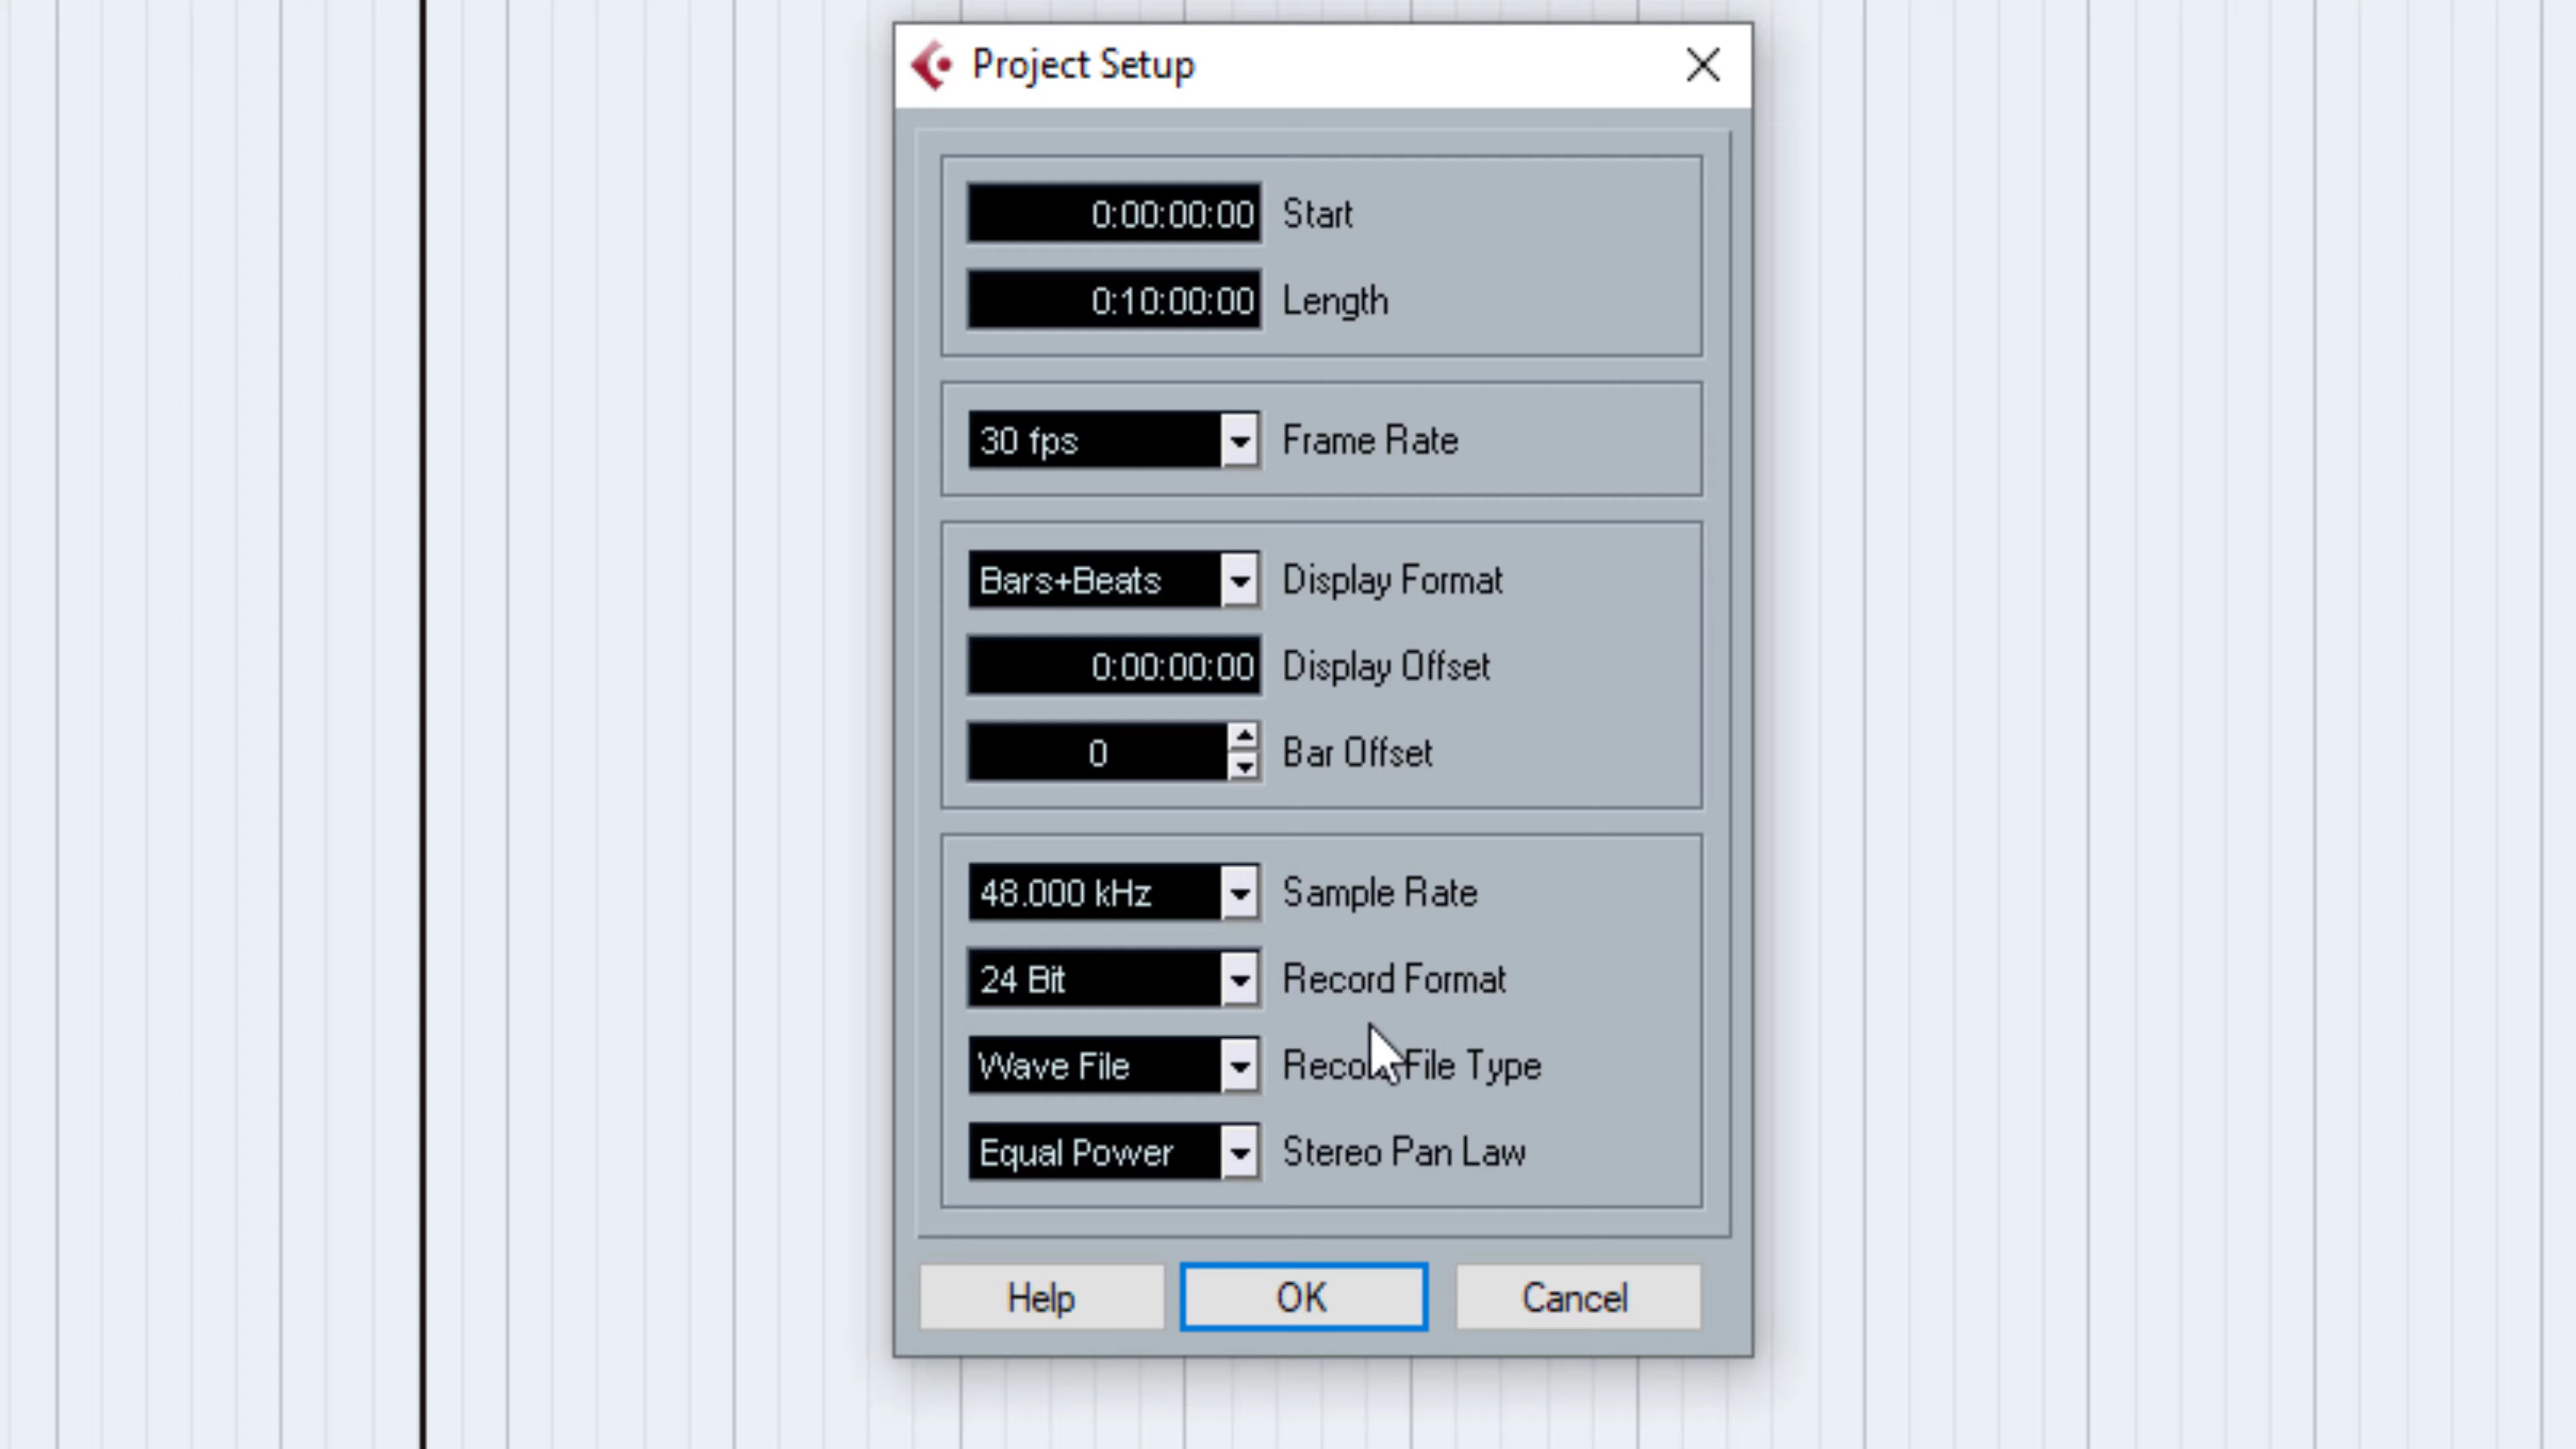 Project Setup
0:00:00:00 Start
0:10:00:00 Length
30 fps Frame Rate
Bars+Beats Display Format
0:00:00:00 Display Offset
0 Bar Offset
48.000 kHz Sample Rate
24 Bit Record Format
Wave File Record File Type
Equal Power Stereo Pan Law
Help OK Cancel